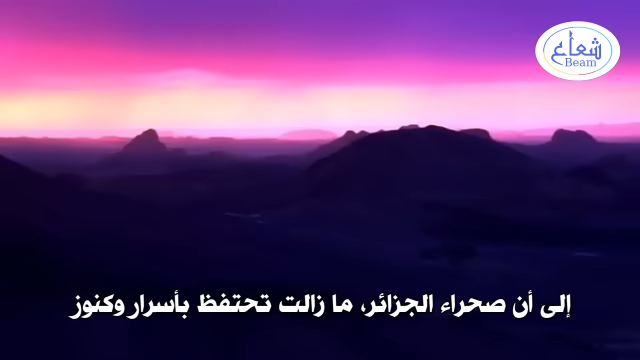 شعاع
Beam
إلى أن صحراء الجزائر، ما زالت تحتفظ بأسرار وكنوز